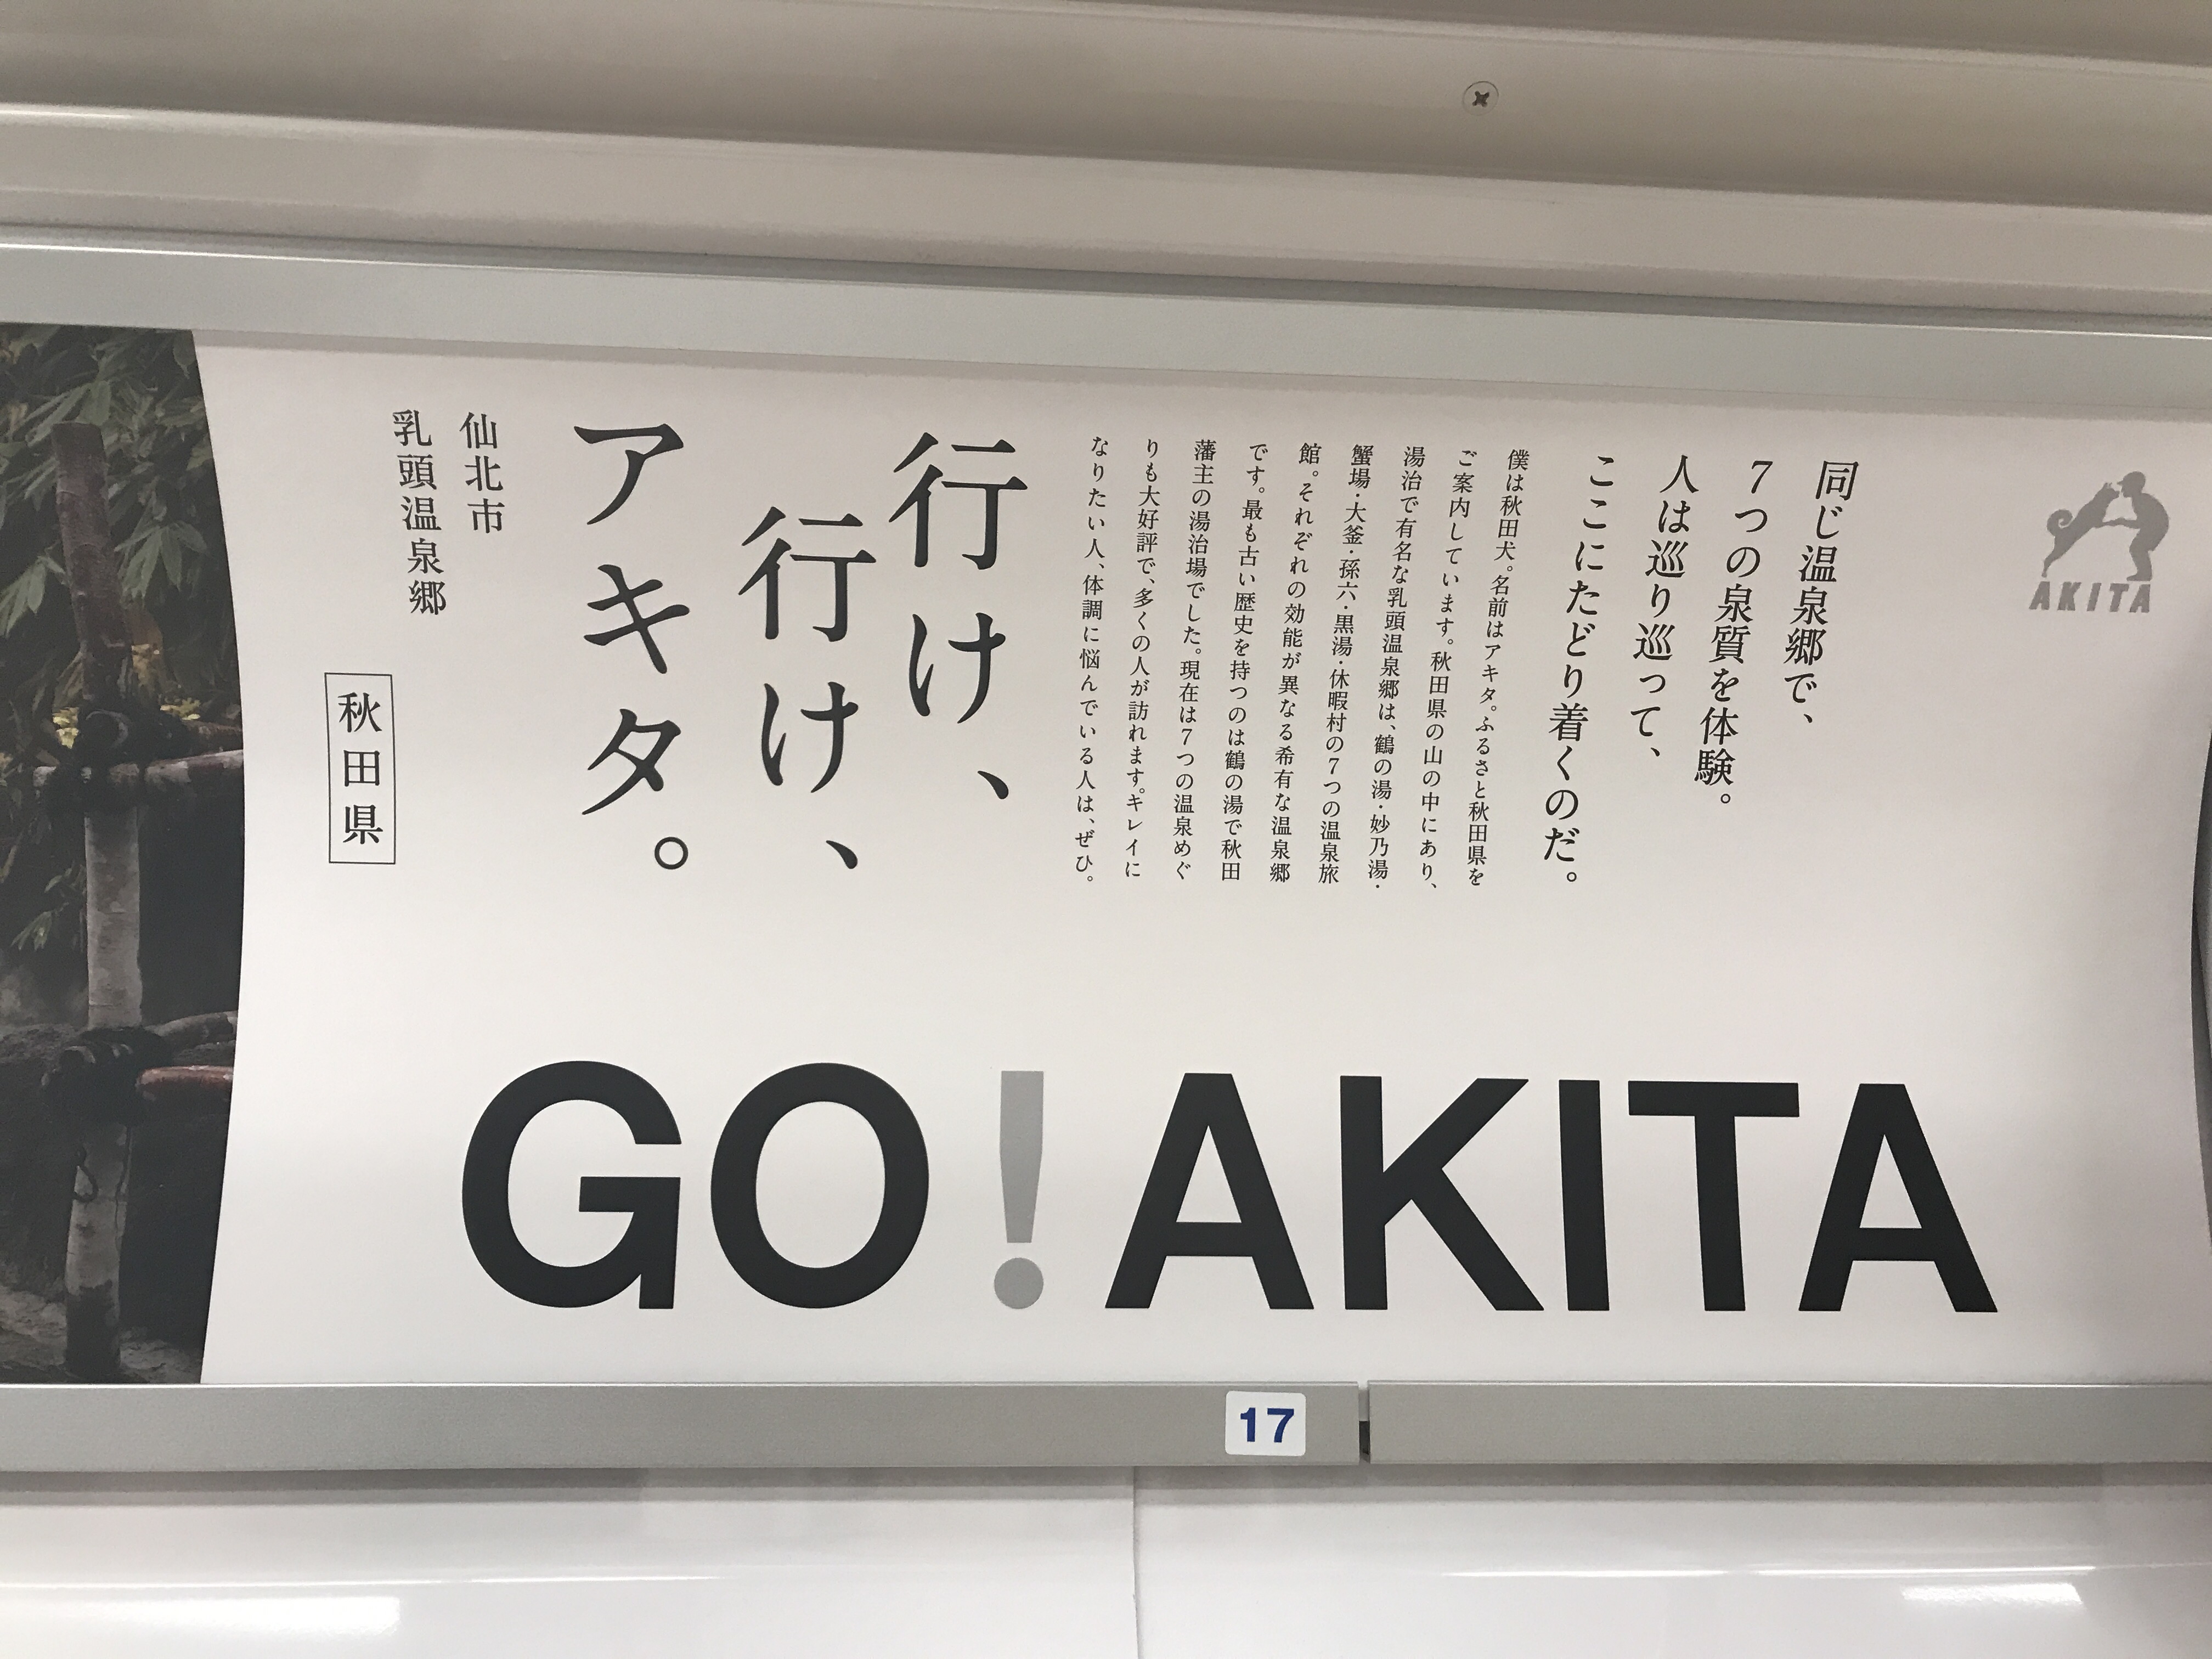 AKITA
同じ温泉郷で、
7つの泉質を体験。
人は巡り巡って、
ここにたどり着くのだ。
僕は秋田犬。名前はアキタ。ふるさと秋田県を
ご案内しています。秋田県の山の中にあり、
湯治で有名な乳頭温泉郷は、鶴の湯・妙乃湯・
蟹場・大釜・孫六・黒湯・休暇村の7つの温泉旅
館。それぞれの効能が異なる希有な温泉郷
です。最も古い歴史を持つのは鶴の湯で秋田
藩主の湯治場でした。現在は7つの温泉めぐ
りも大好評で、多くの人が訪れます。キレイに
なりたい人、体調に悩んでいる人は、ぜひ。
行け、
行け、
アキタ。
仙北市
乳頭温泉郷
秋田県
GO!AKITA
17